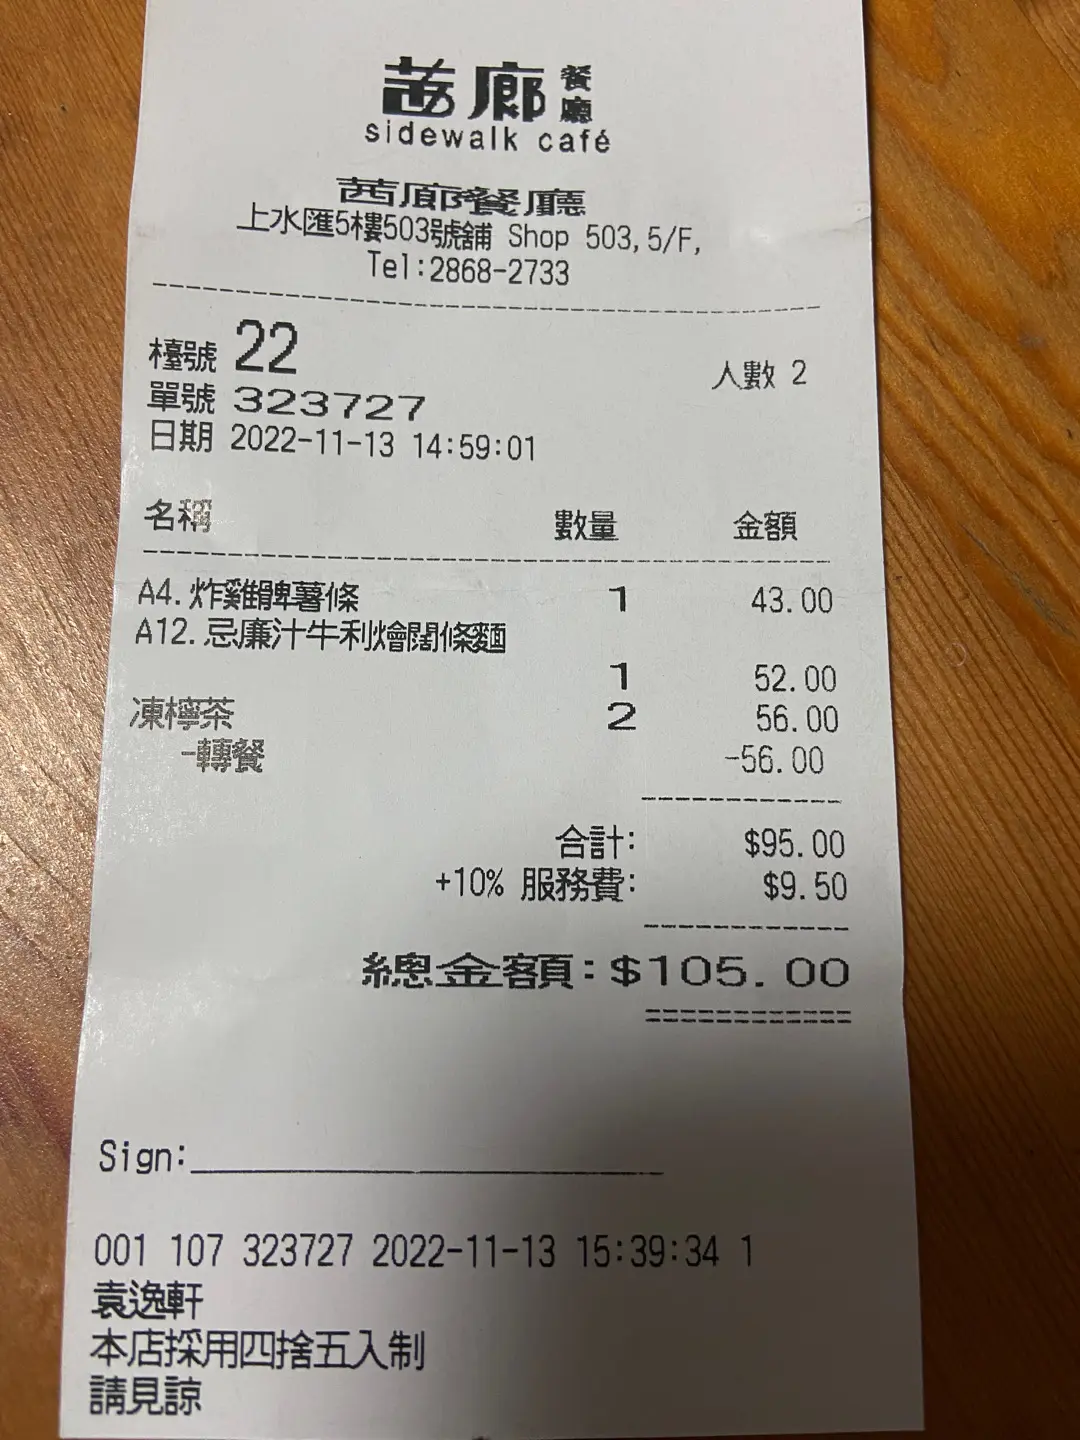 茜廊餐廳
sidewalk café
茜廊餐廳
上水匯5樓503號舖 Shop 503,5/F,
Tel:2868-2733
檯號 22 人數 2
單號 323727
日期 2022-11-13 14:59:01
名稱 數量 金額
A4. 炸雞髀薯條 1 43.00
A12. 忌廉汁牛利燴闊條麵
1 52.00
凍檸茶 2 56.00
-轉餐 -56.00
合計: $95.00
+10% 服務費: $9.50
總金額: $105.00
Sign:
001 107 323727 2022-11-13 15:39:34 1
袁逸軒
本店採用四捨五入制
請見諒